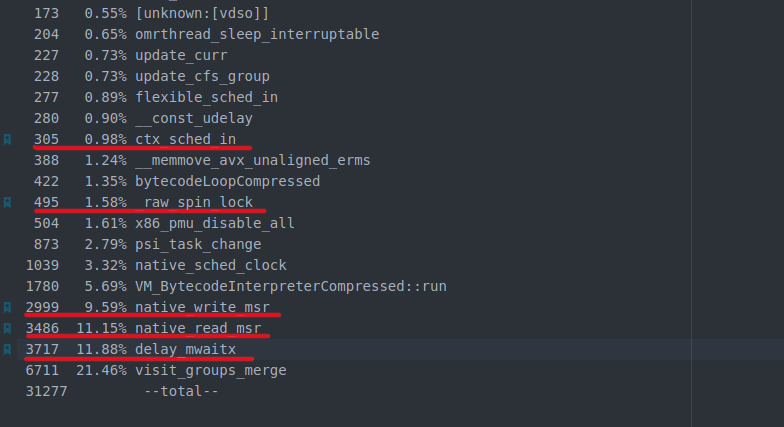 173 0.55% [unknown:[vdso]]
204 0.65% omrthread_sleep_interruptable
227 0.73% update_curr
228 0.73% update_cfs_group
277 0.89% flexible_sched_in
280 0.90% __const_udelay
305 0.98% ctx_sched_in
388 1.24% __memmove_avx_unaligned_erms
422 1.35% bytecodeLoopCompressed
495 1.58% _raw_spin_lock
504 1.61% x86_pmu_disable_all
873 2.79% psi_task_change
1039 3.32% native_sched_clock
1780 5.69% VM_BytecodeInterpreterCompressed::run
2999 9.59% native_write_msr
3486 11.15% native_read_msr
3717 11.88% delay_mwaitx
6711 21.46% visit_groups_merge
31277 --total--